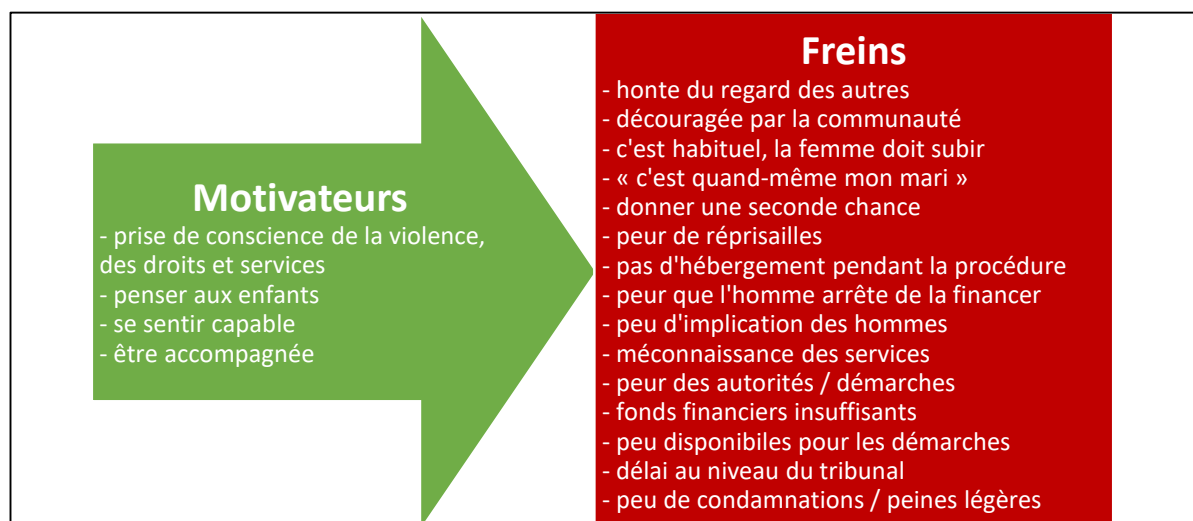 Motivateurs
- prise de conscience de la violence,
des droits et services
- penser aux enfants
- se sentir capable
- être accompagnée
Freins
- honte du regard des autres
- découragée par la communauté
- c'est habituel, la femme doit subir
- « c'est quand-même mon mari »
- donner une seconde chance
- peur de réprisailles
- pas d'hébergement pendant la procédure
- peur que l'homme arrête de la financer
- peu d'implication des hommes
- méconnaissance des services
- peur des autorités / démarches
- fonds financiers insuffisants
- peu disponibiles pour les démarches
- délai au niveau du tribunal
- peu de condamnations / peines légères